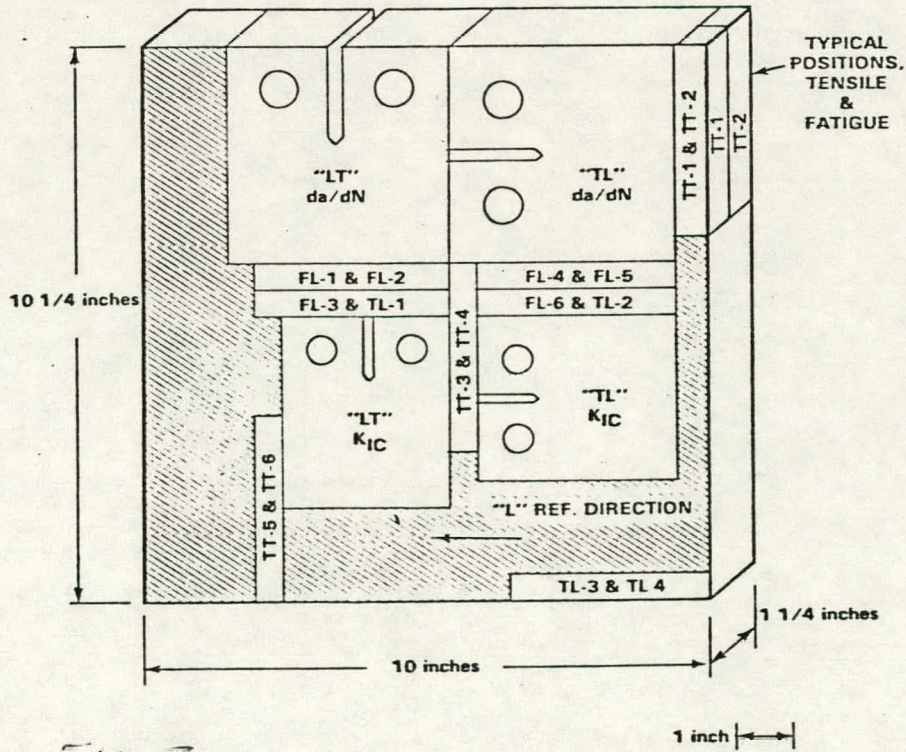 TYPICAL
POSITIONS,
TENSILE
&
FATIGUE
TT-1 & TT-2
TT-1
TT-2
"LT"
da/dN
"TL"
da/dN
10 1/4 inches
FL-1 & FL-2
FL-4 & FL-5
FL-3 & TL-1
FL-6 & TL-2
TT-3 & TT-4
"LT"
KIC
"TL"
KIC
TT-5 & TT-6
"L" REF. DIRECTION
TL-3 & TL 4
1 1/4 inches
10 inches
1 inch